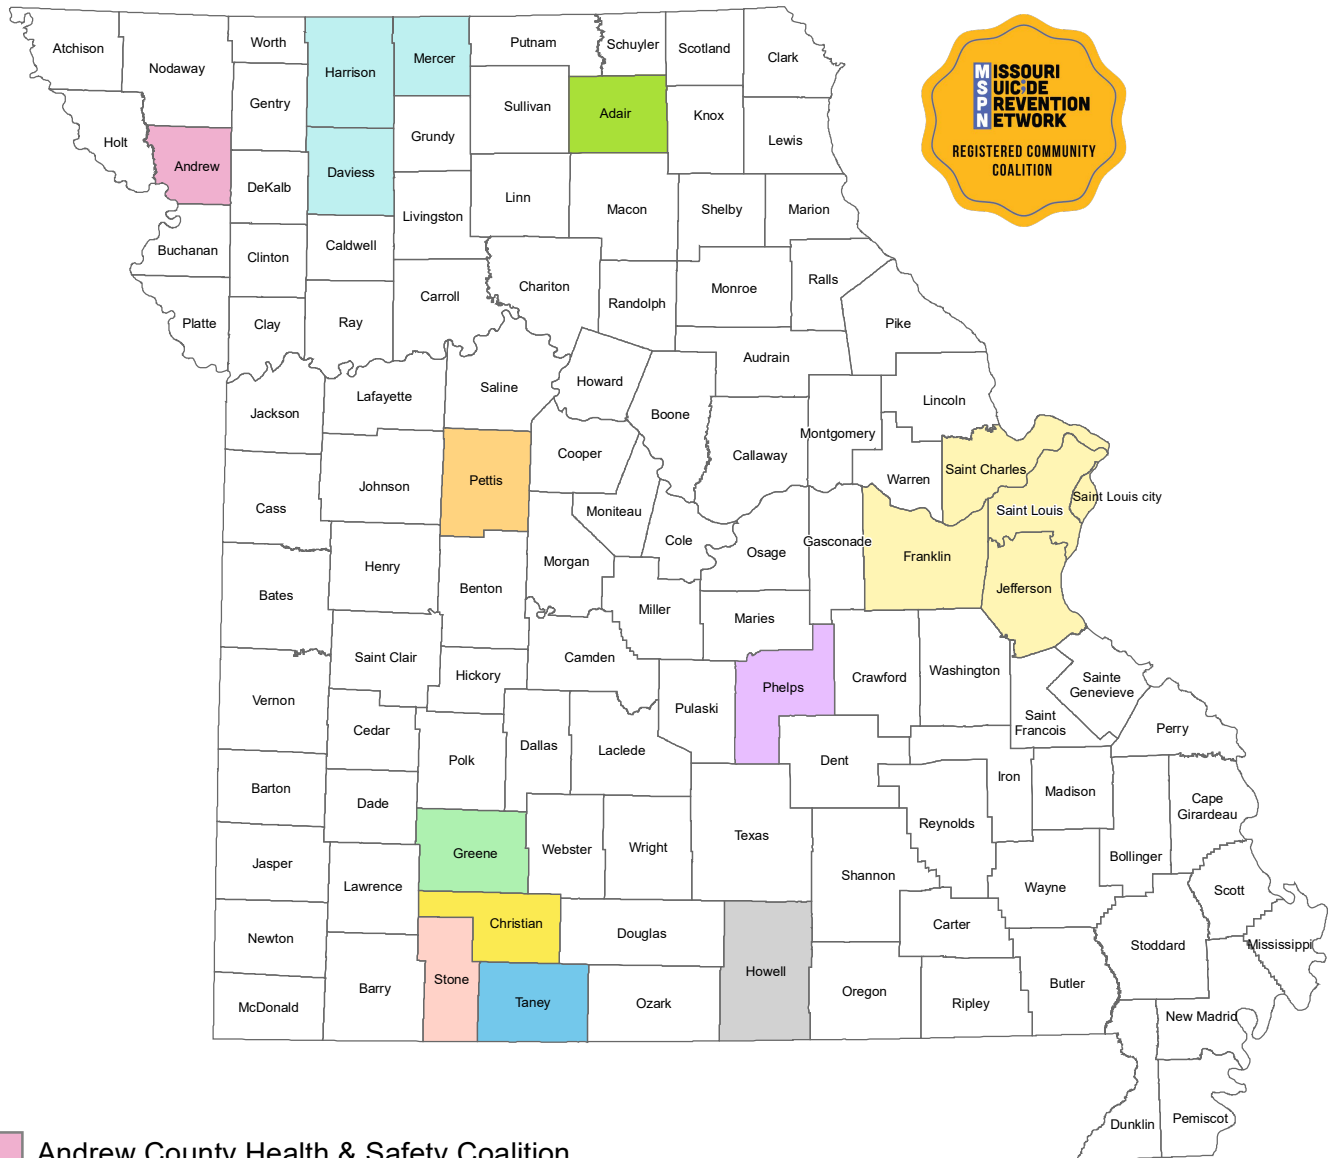 Atchison
Nodaway
Worth
Harrison
Mercer
Putnam
Schuyler
Scotland
Clark
MISSOURI
SUIC;DE
PREVENTION
NETWORK
REGISTERED COMMUNITY
COALITION
Gentry
Sullivan
Adair
Knox
Lewis
Holt
Andrew
DeKalb
Daviess
Grundy
Livingston
Linn
Macon
Shelby
Marion
Buchanan
Clinton
Caldwell
Carroll
Chariton
Randolph
Monroe
Ralls
Pike
Platte
Clay
Ray
Audrain
Jackson
Lafayette
Saline
Howard
Boone
Lincoln
Montgomery
Callaway
Cooper
Warren
Saint Charles
Saint Louis city
Saint Louis
Cass
Johnson
Pettis
Moniteau
Cole
Osage
Gasconade
Franklin
Jefferson
Bates
Henry
Benton
Morgan
Miller
Maries
Saint Clair
Hickory
Camden
Pulaski
Phelps
Crawford
Washington
Sainte
Genevieve
Saint
Francois
Perry
Vernon
Cedar
Polk
Dallas
Laclede
Dent
Iron
Madison
Cape
Girardeau
Barton
Dade
Greene
Webster
Wright
Texas
Reynolds
Bollinger
Jasper
Lawrence
Shannon
Wayne
Scott
Newton
Christian
Douglas
Howell
Carter
Stoddard
Mississippi
McDonald
Barry
Stone
Taney
Ozark
Oregon
Ripley
Butler
New Madrid
Dunklin
Pemiscot
Andrew County Health & Safety Coalition